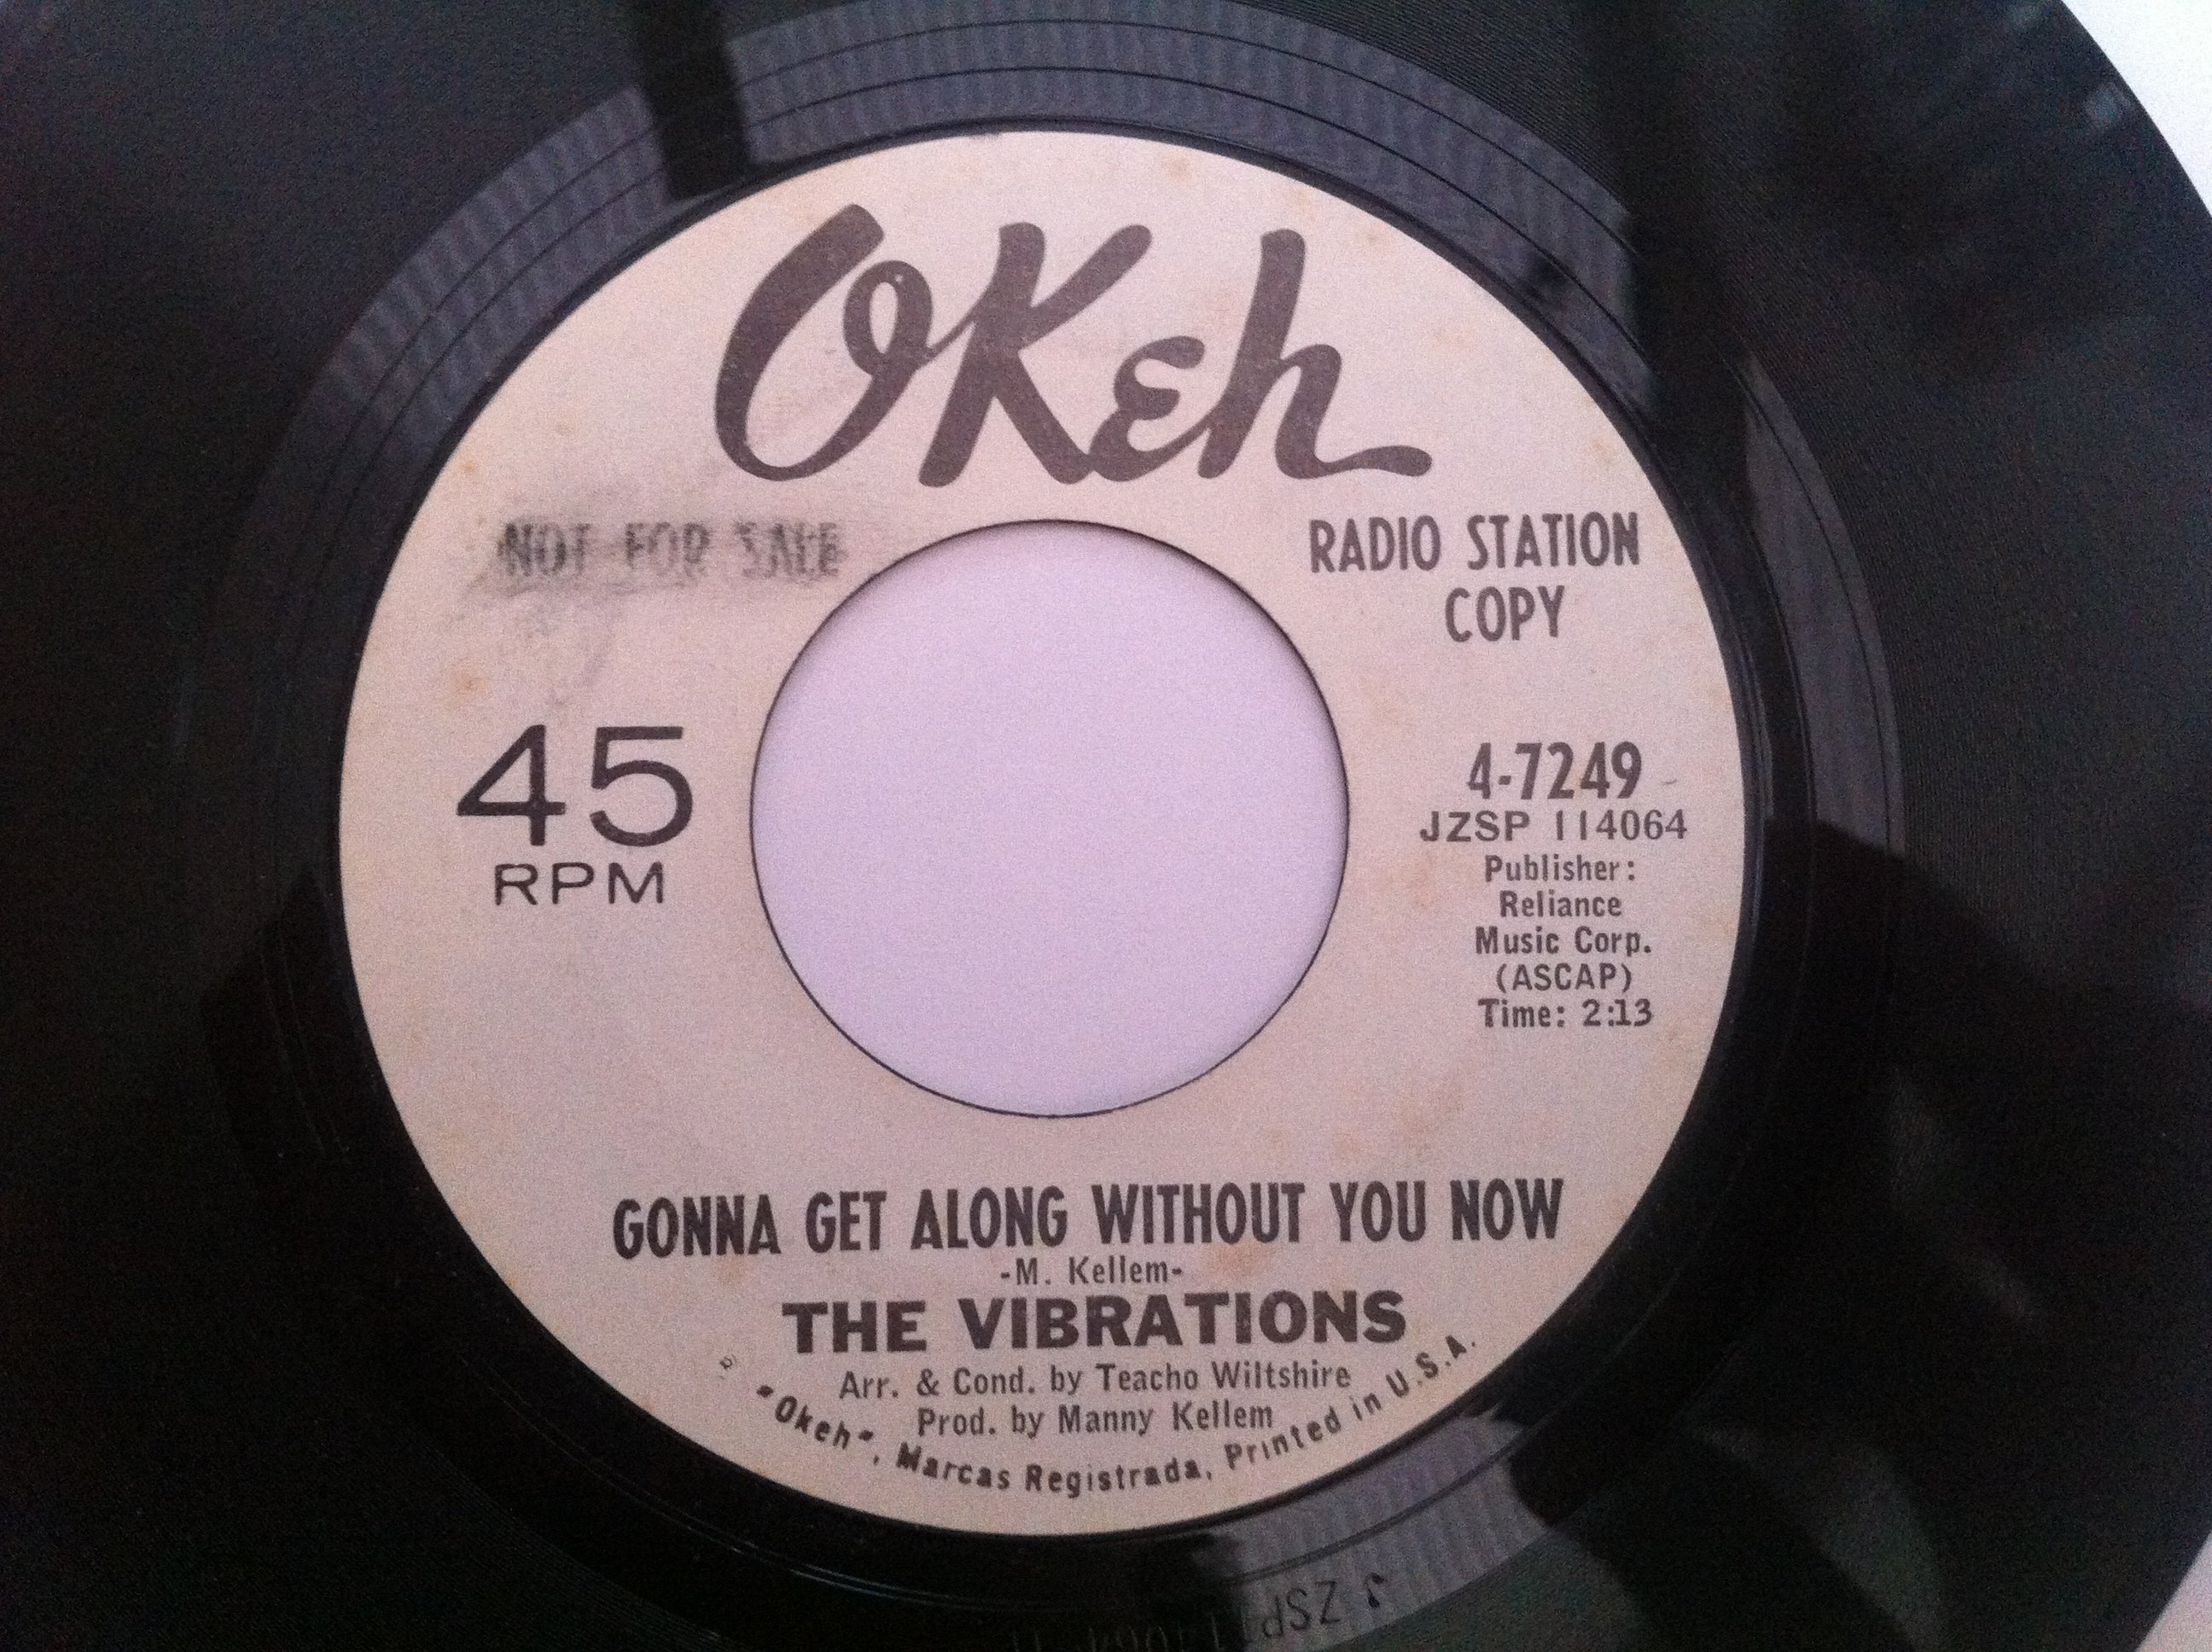 OKeh
NOT FOR SALE
RADIO STATION
COPY
45
RPM
4-7249
JZSP 114064
Publisher:
Reliance
Music Corp.
(ASCAP)
Time: 2:13
GONNA GET ALONG WITHOUT YOU NOW
-M. Kellem-
THE VIBRATIONS
Arr. & Cond. by Teacho Wiltshire
Prod. by Manny Kellem
"Okeh", Marcas Registrada, Printed in U.S.A.